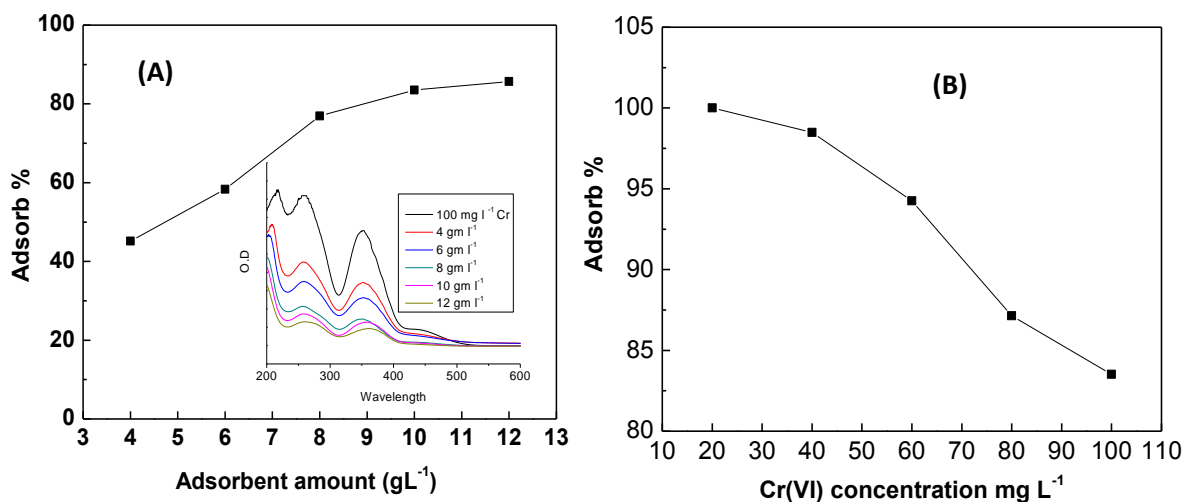 (A)
Adsorb %
100
80
60
40
20
0
3 4 5 6 7 8 9 10 11 12 13
Adsorbent amount (gL⁻¹)
O.D
200 300 400 500 600
Wavelength
100 mg l⁻¹ Cr
4 gm l⁻¹
6 gm l⁻¹
8 gm l⁻¹
10 gm l⁻¹
12 gm l⁻¹
(B)
Adsorb %
100
95
90
85
80
10 20 30 40 50 60 70 80 90 100 110
Cr(VI) concentration mg L⁻¹